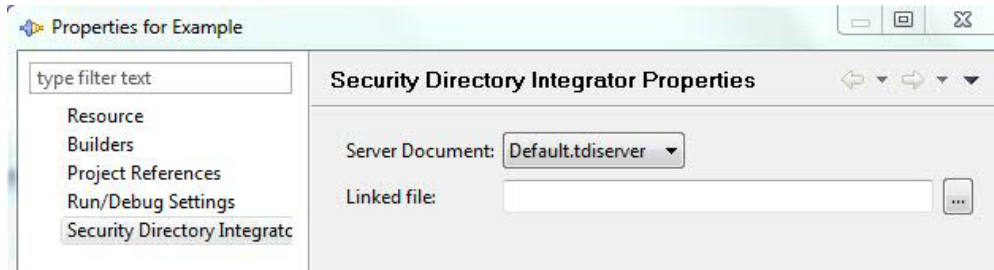 Properties for Example
type filter text
Security Directory Integrator Properties
Resource
Builders
Project References
Run/Debug Settings
Security Directory Integratc
Server Document: Default.tdiserver
Linked file:
...